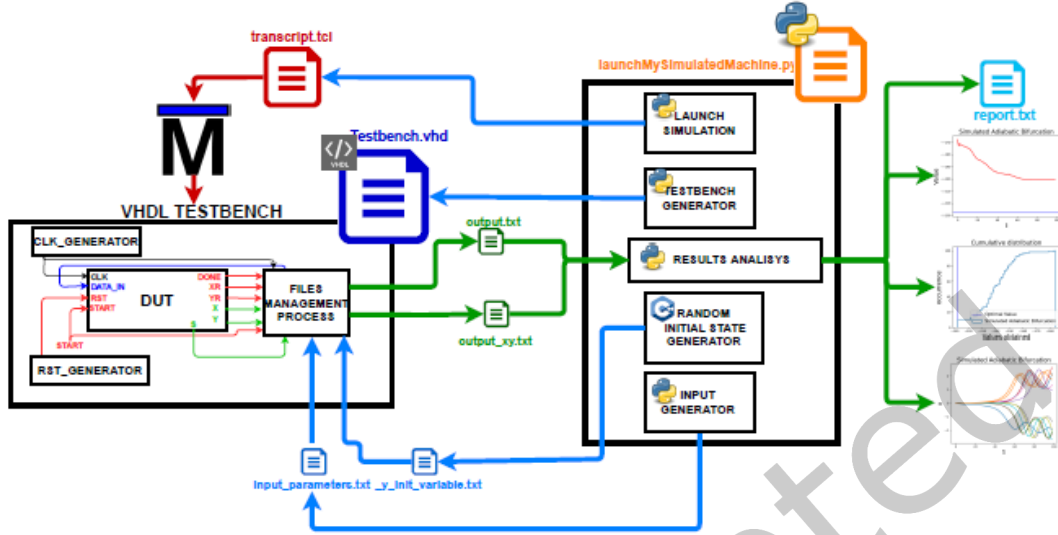 transcript.tcl
launchMySimulatedMachine.py
report.txt
M
Testbench.vhd
</>
VHDL
LAUNCH
SIMULATION
TESTBENCH
GENERATOR
RESULTS ANALISYS
RANDOM
INITIAL STATE
GENERATOR
INPUT
GENERATOR
VHDL TESTBENCH
CLK_GENERATOR
CLK
DATA_IN
RST
START
DUT
DONE
XR
YR
X
Y
S
START
FILES
MANAGEMENT
PROCESS
RST_GENERATOR
output.txt
output_xy.txt
Input_parameters.txt
_y_init_variable.txt
Simulated Adiabatic Bifurcation
Cumulative distribution
Values obtained
Simulated Adiabatic Bifurcation